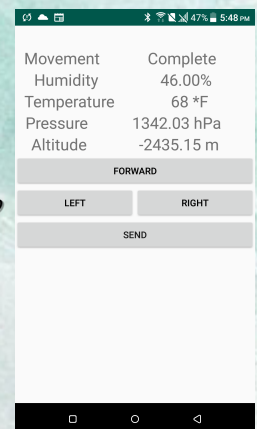 47% 5:48 PM
Movement Complete
Humidity 46.00%
Temperature 68 *F
Pressure 1342.03 hPa
Altitude -2435.15 m
FORWARD
LEFT RIGHT
SEND